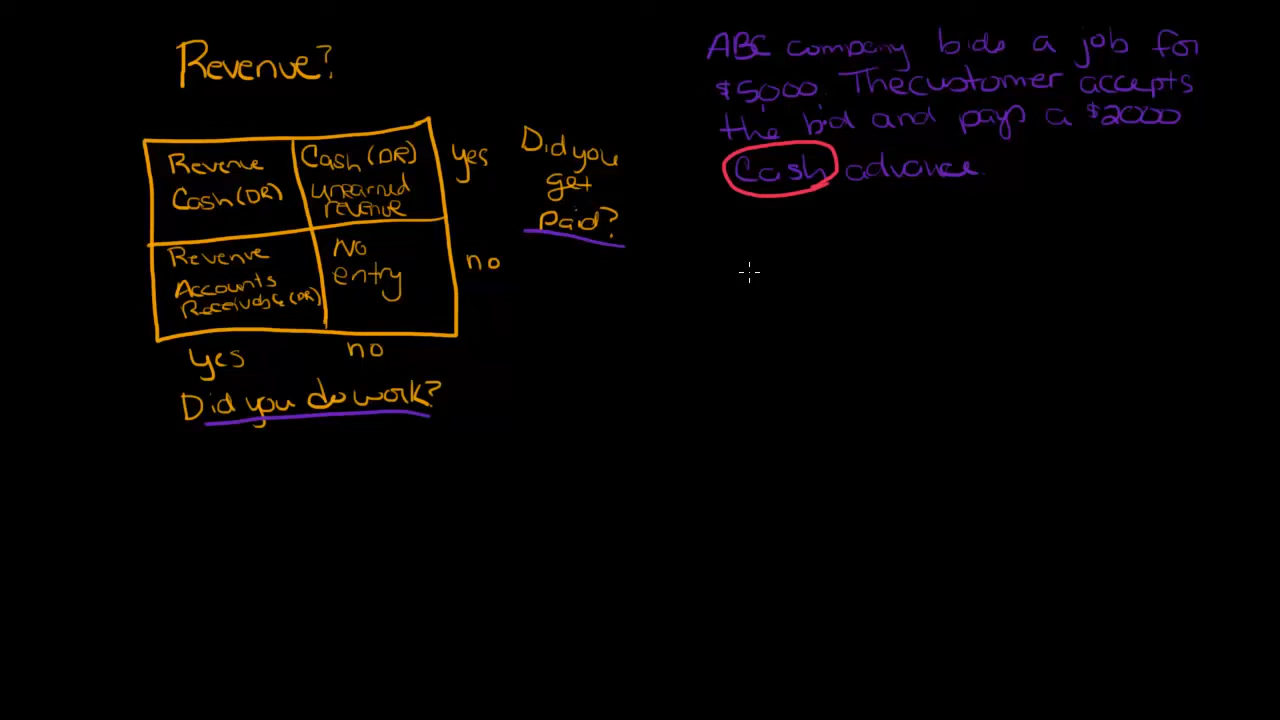 Revenue?
Revenue
Cash (DR)
Cash (DR)
unearned
revenue
yes
Did you
get
Paid?
Revenue
Accounts
Receivable (DR)
No
entry
no
yes
no
Did you do work?
ABC company bids a job for
$5000. The customer accepts
the bid and pays a $2000
Cash advance.